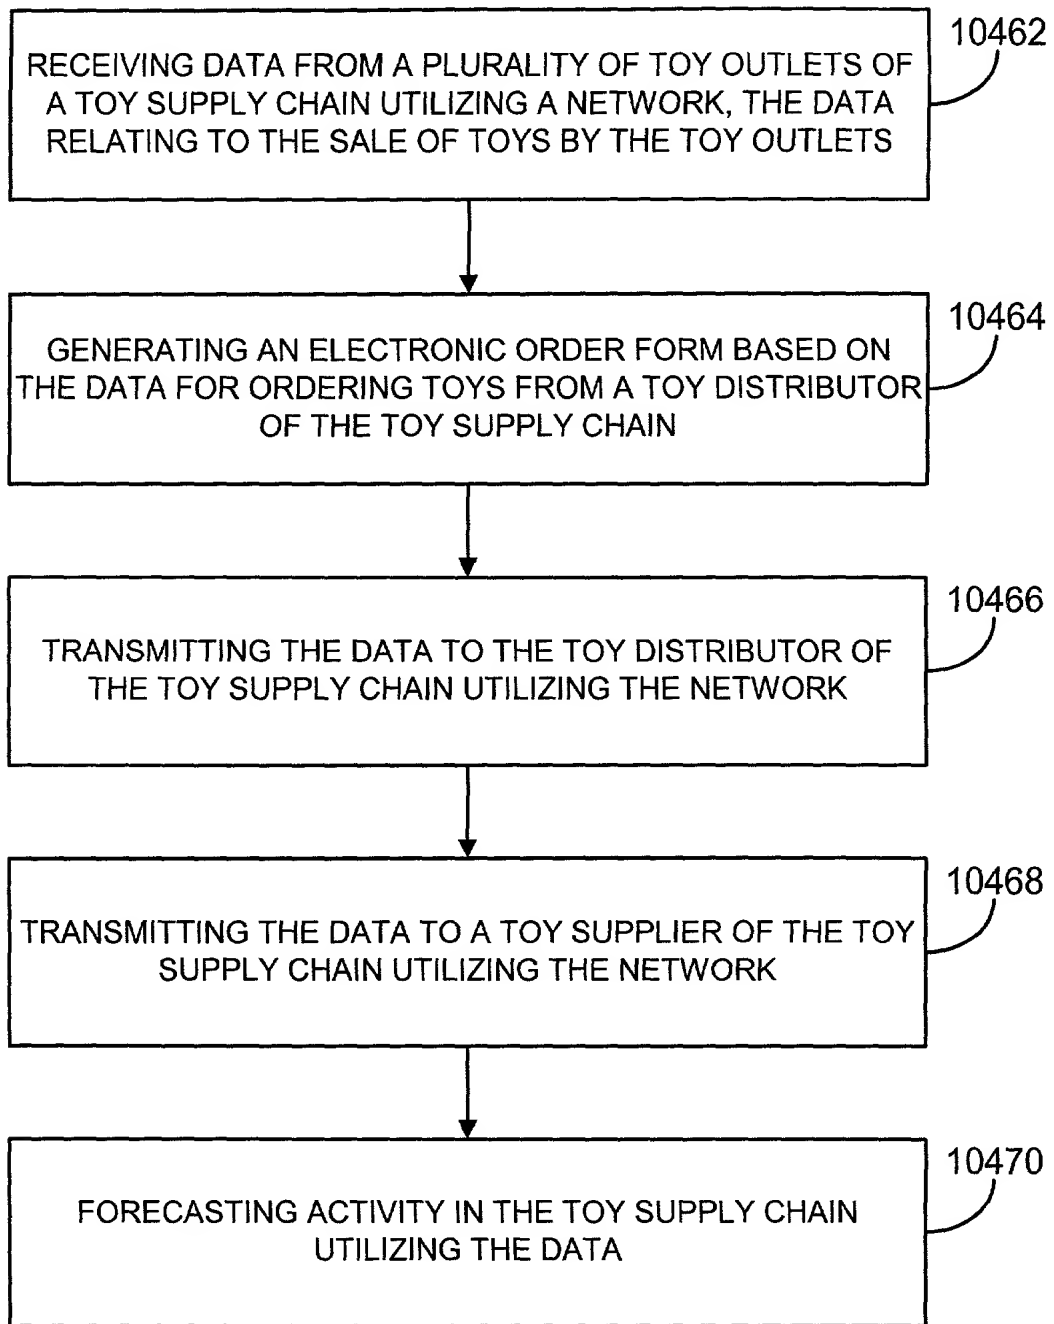 10462
RECEIVING DATA FROM A PLURALITY OF TOY OUTLETS OF
A TOY SUPPLY CHAIN UTILIZING A NETWORK, THE DATA
RELATING TO THE SALE OF TOYS BY THE TOY OUTLETS
10464
GENERATING AN ELECTRONIC ORDER FORM BASED ON
THE DATA FOR ORDERING TOYS FROM A TOY DISTRIBUTOR
OF THE TOY SUPPLY CHAIN
10466
TRANSMITTING THE DATA TO THE TOY DISTRIBUTOR OF
THE TOY SUPPLY CHAIN UTILIZING THE NETWORK
10468
TRANSMITTING THE DATA TO A TOY SUPPLIER OF THE TOY
SUPPLY CHAIN UTILIZING THE NETWORK
10470
FORECASTING ACTIVITY IN THE TOY SUPPLY CHAIN
UTILIZING THE DATA